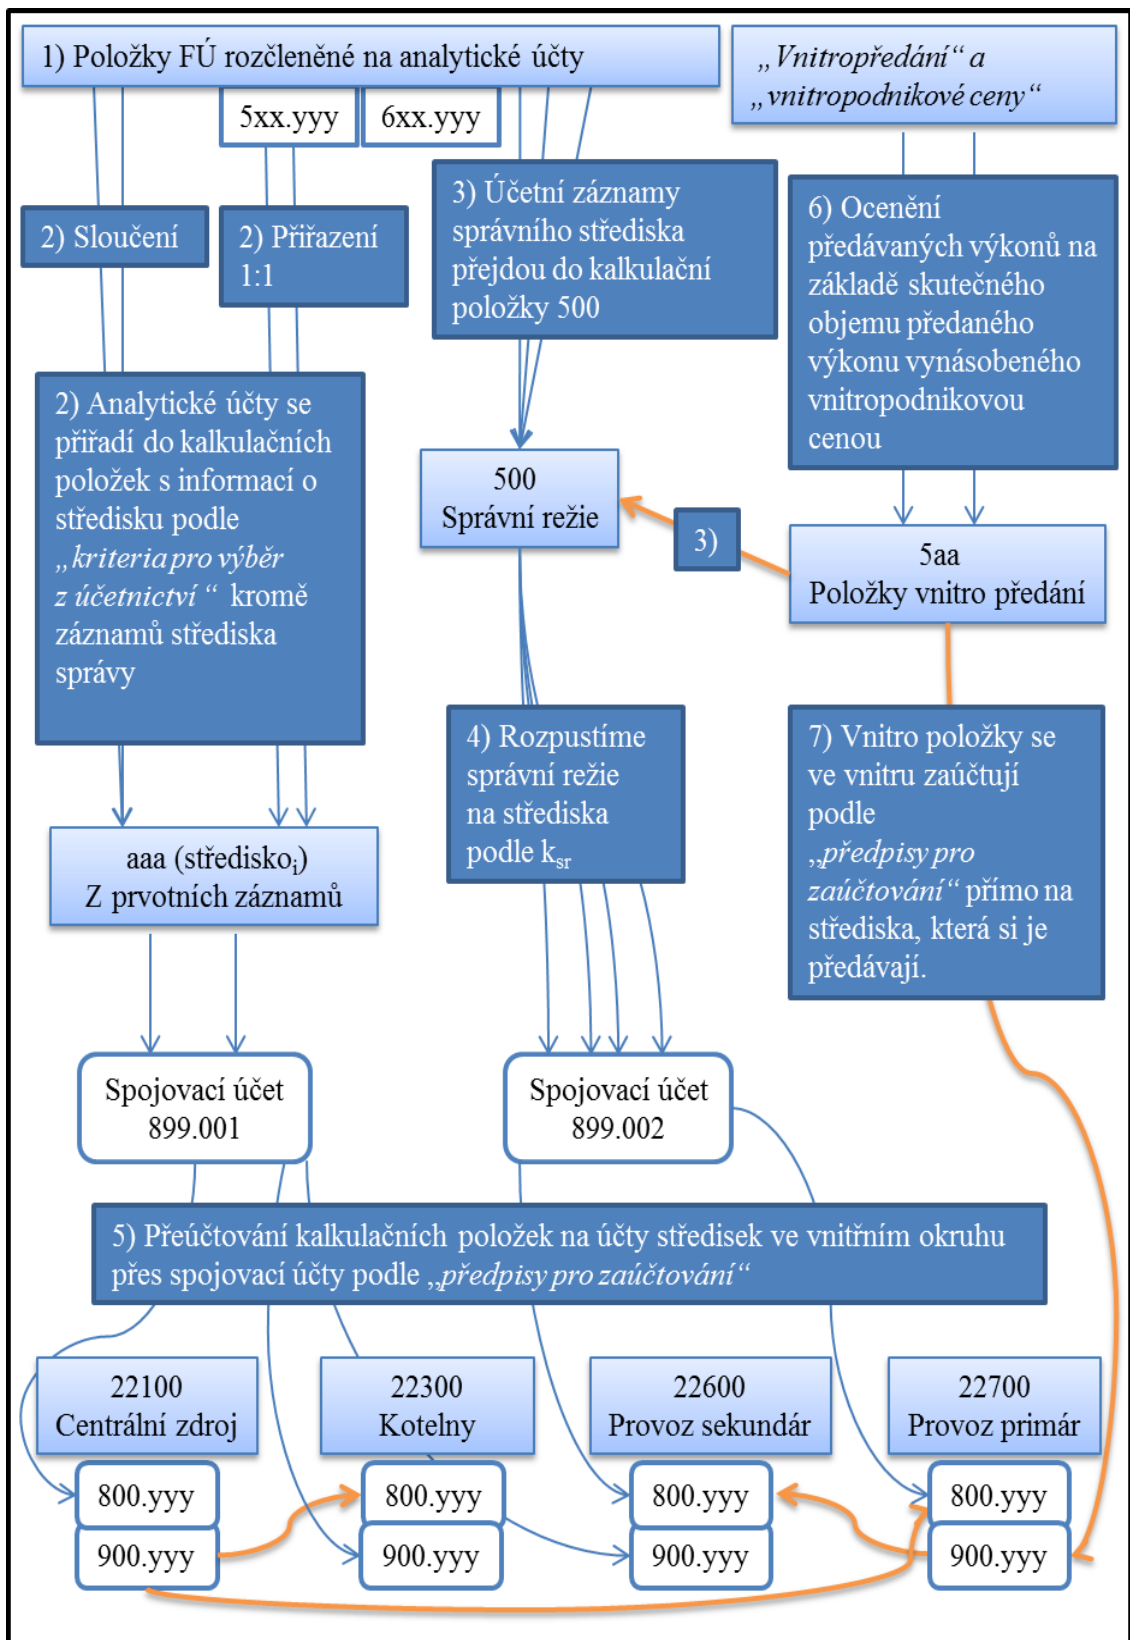 1) Položky FÚ rozčleněné na analytické účty
5xx.yyy
6xx.yyy
„Vnitropředání“ a
„vnitropodnikové ceny“
2) Sloučení
2) Přiřazení
1:1
3) Účetní záznamy
správního střediska
přejdou do kalkulační
položky 500
6) Ocenění
předávaných výkonů na
základě skutečného
objemu předaného
výkonu vynásobeného
vnitropodnikovou
cenou
2) Analytické účty se
přiřadí do kalkulačních
položek s informací o
středisku podle
„kriteria pro výběr
z účetnictví “ kromě
záznamů střediska
správy
500
Správní režie
3)
5aa
Položky vnitro předání
4) Rozpustíme
správní režie
na střediska
podle ksr
7) Vnitro položky se
ve vnitru zaúčtují
podle
„předpisy pro
zaúčtování“ přímo na
střediska, která si je
předávají.
aaa (střediskoi)
Z prvotních záznamů
Spojovací účet
899.001
Spojovací účet
899.002
5) Přeúčtování kalkulačních položek na účty středisek ve vnitřním okruhu
přes spojovací účty podle „předpisy pro zaúčtování“
22100
Centrální zdroj
22300
Kotelny
22600
Provoz sekundár
22700
Provoz primár
800.yyy
800.yyy
800.yyy
800.yyy
900.yyy
900.yyy
900.yyy
900.yyy